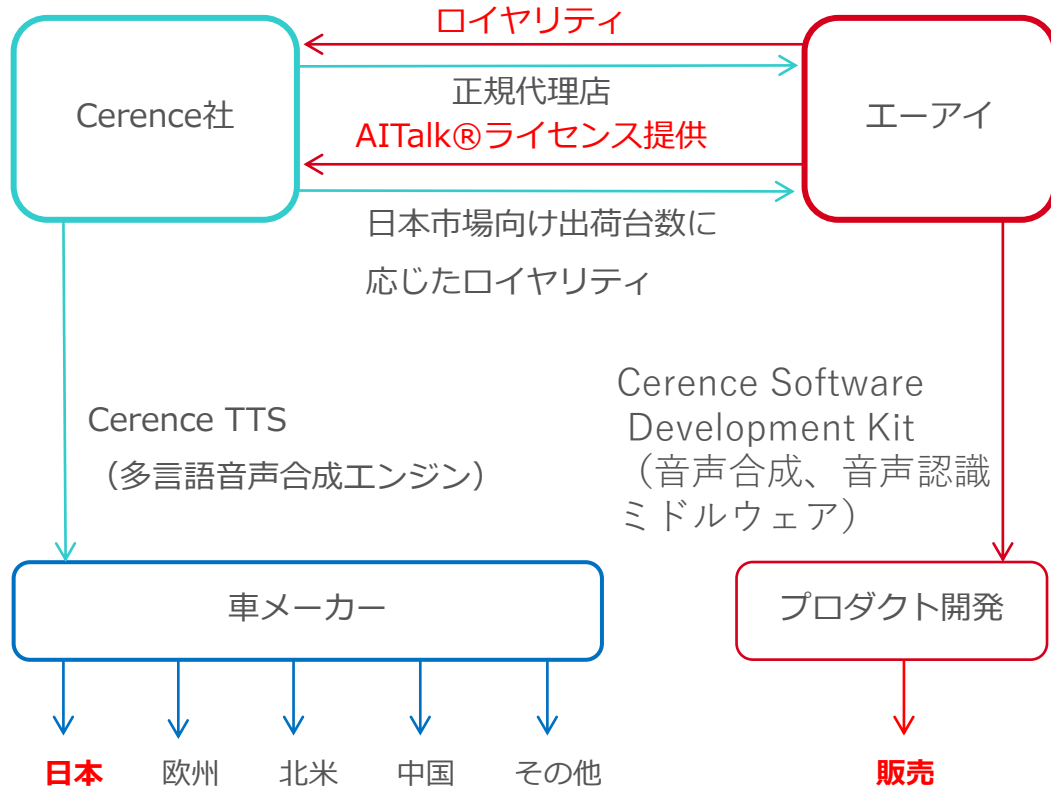 ロイヤリティ
Cerence社
正規代理店
エーアイ
AITalk®ライセンス提供
日本市場向け出荷台数に
応じたロイヤリティ
Cerence TTS
（多言語音声合成エンジン）
Cerence Software
Development Kit
（音声合成、音声認識
ミドルウェア）
車メーカー
プロダクト開発
日本
欧州
北米
中国
その他
販売